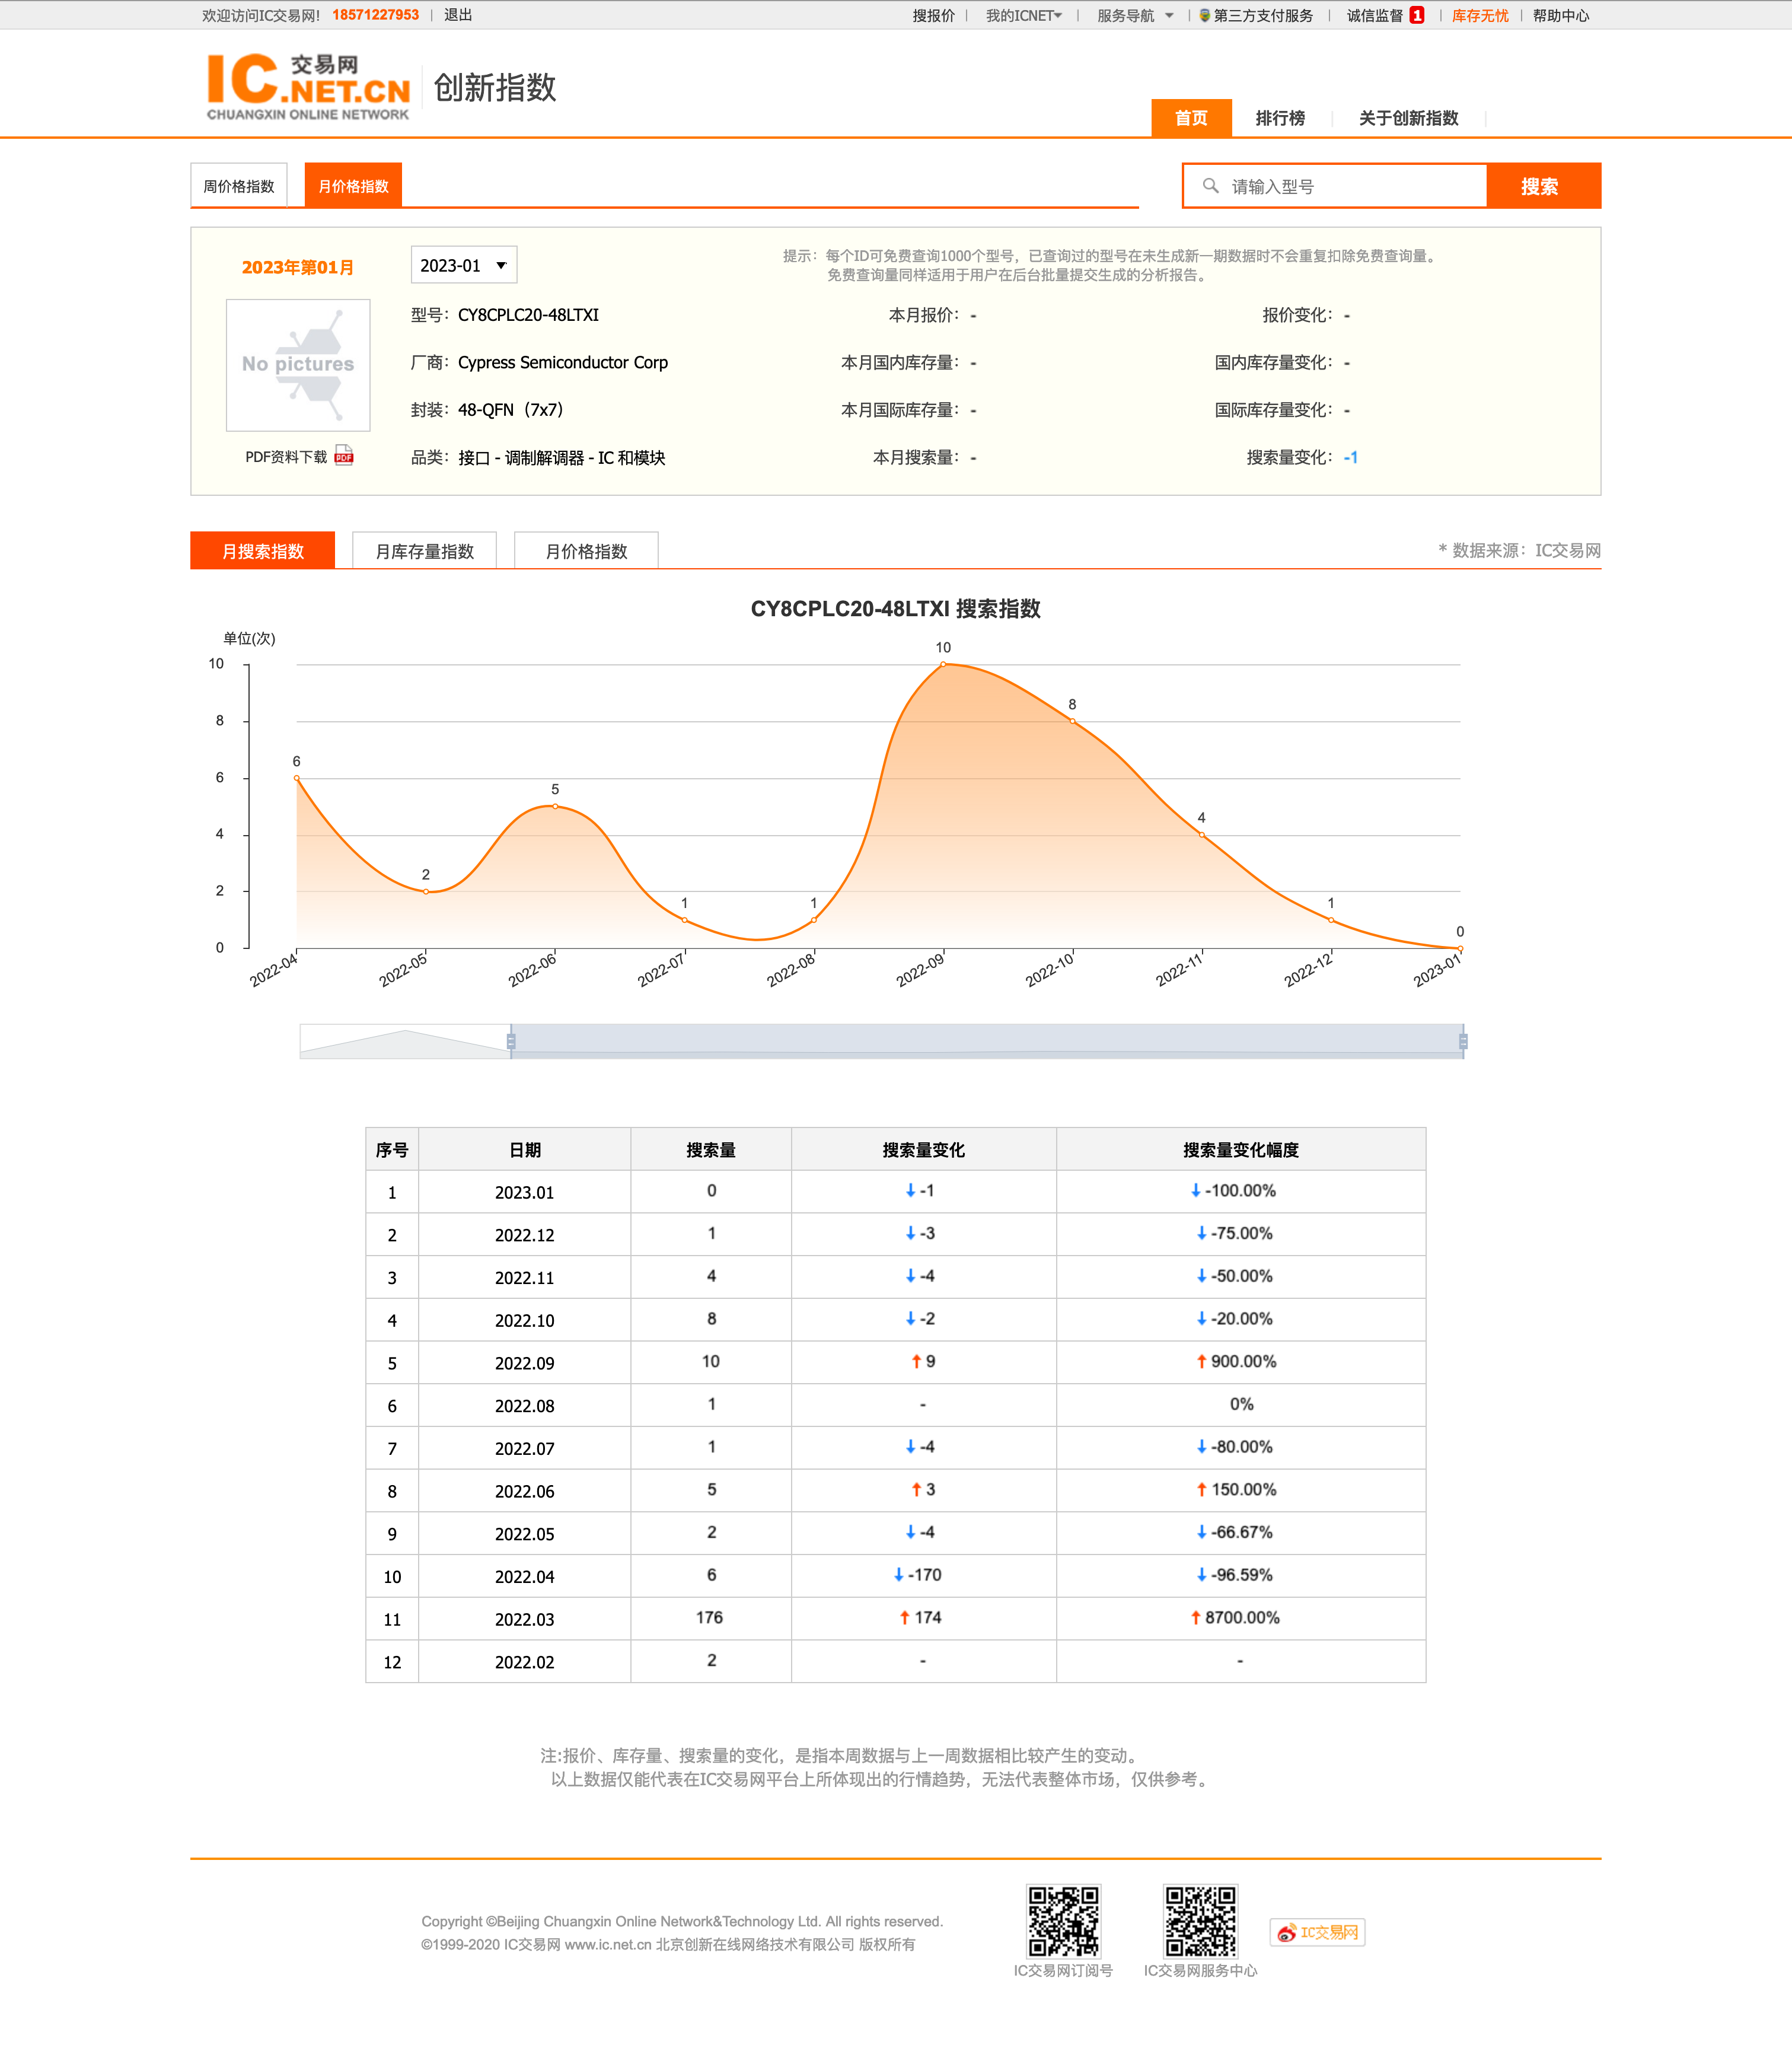 欢迎访问IC交易网! 18571227953 | 退出
搜报价 | 我的ICNET | 服务导航 | 第三方支付服务 | 诚信监督 1 | 库存无忧 | 帮助中心
IC.NET.CN 交易网
CHUANGXIN ONLINE NETWORK
创新指数
首页 排行榜 关于创新指数
周价格指数 月价格指数
请输入型号 搜索
2023年第01月
2023-01
提示：每个ID可免费查询1000个型号，已查询过的型号在未生成新一期数据时不会重复扣除免费查询量。
免费查询量同样适用于用户在后台批量提交生成的分析报告。
No pictures
PDF资料下载 PDF
型号：CY8CPLC20-48LTXI 本月报价：- 报价变化：-
厂商：Cypress Semiconductor Corp 本月国内库存量：- 国内库存量变化：-
封装：48-QFN（7x7） 本月国际库存量：- 国际库存量变化：-
品类：接口 - 调制解调器 - IC 和模块 本月搜索量：- 搜索量变化：-1
月搜索指数 月库存量指数 月价格指数
* 数据来源：IC交易网
CY8CPLC20-48LTXI 搜索指数
单位(次)
10
8
6
4
2
0
6
2
5
1
1
10
8
4
1
0
2022-04 2022-05 2022-06 2022-07 2022-08 2022-09 2022-10 2022-11 2022-12 2023-01
序号 日期 搜索量 搜索量变化 搜索量变化幅度
1 2023.01 0 ↓ -1 ↓ -100.00%
2 2022.12 1 ↓ -3 ↓ -75.00%
3 2022.11 4 ↓ -4 ↓ -50.00%
4 2022.10 8 ↓ -2 ↓ -20.00%
5 2022.09 10 ↑ 9 ↑ 900.00%
6 2022.08 1 - 0%
7 2022.07 1 ↓ -4 ↓ -80.00%
8 2022.06 5 ↑ 3 ↑ 150.00%
9 2022.05 2 ↓ -4 ↓ -66.67%
10 2022.04 6 ↓ -170 ↓ -96.59%
11 2022.03 176 ↑ 174 ↑ 8700.00%
12 2022.02 2 - -
注:报价、库存量、搜索量的变化，是指本周数据与上一周数据相比较产生的变动。
以上数据仅能代表在IC交易网平台上所体现出的行情趋势，无法代表整体市场，仅供参考。
Copyright ©Beijing Chuangxin Online Network&Technology Ltd. All rights reserved.
©1999-2020 IC交易网 www.ic.net.cn 北京创新在线网络技术有限公司 版权所有
IC交易网订阅号
IC交易网服务中心
IC交易网